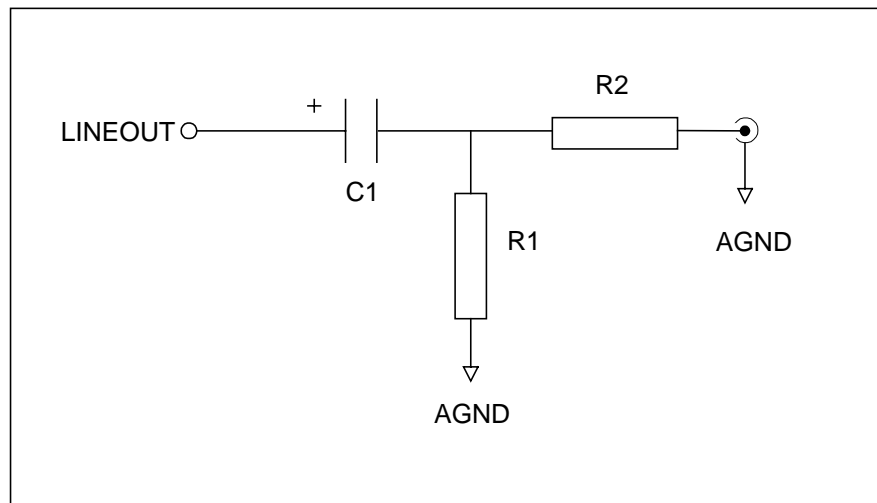 R2
+
LINEOUT
C1
R1
AGND
AGND